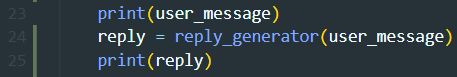 23 print(user_message)
24 reply = reply_generator(user_message)
25 print(reply)